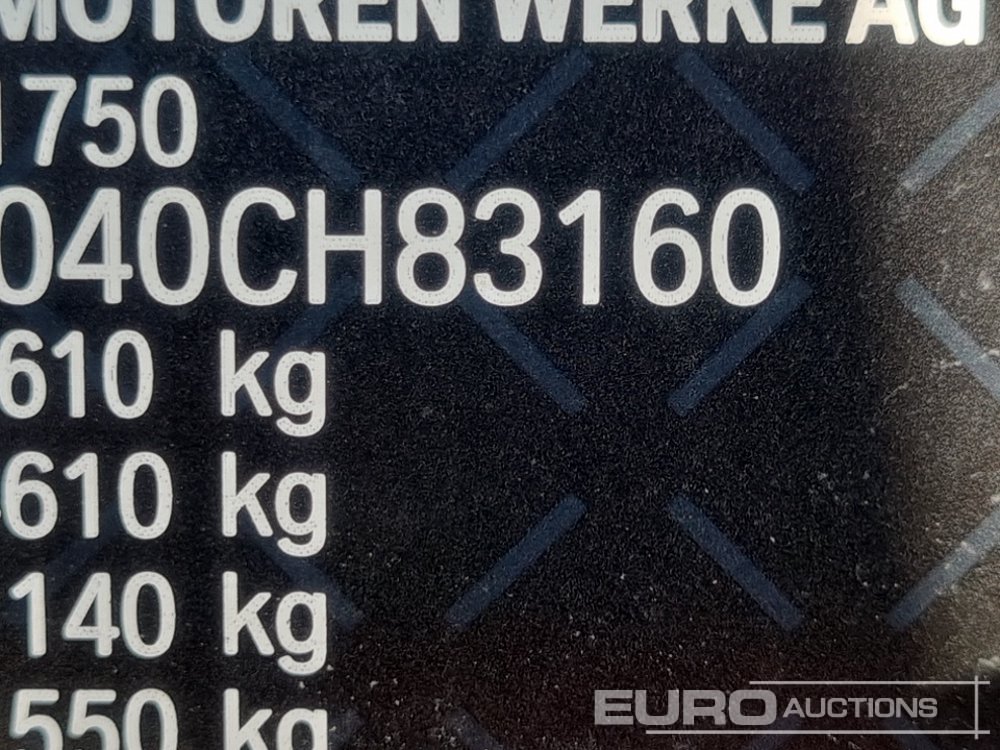 MOTOREN WERKE AG
1750
040CH83160
610 kg
610 kg
140 kg
550 kg
EURO AUCTIONS